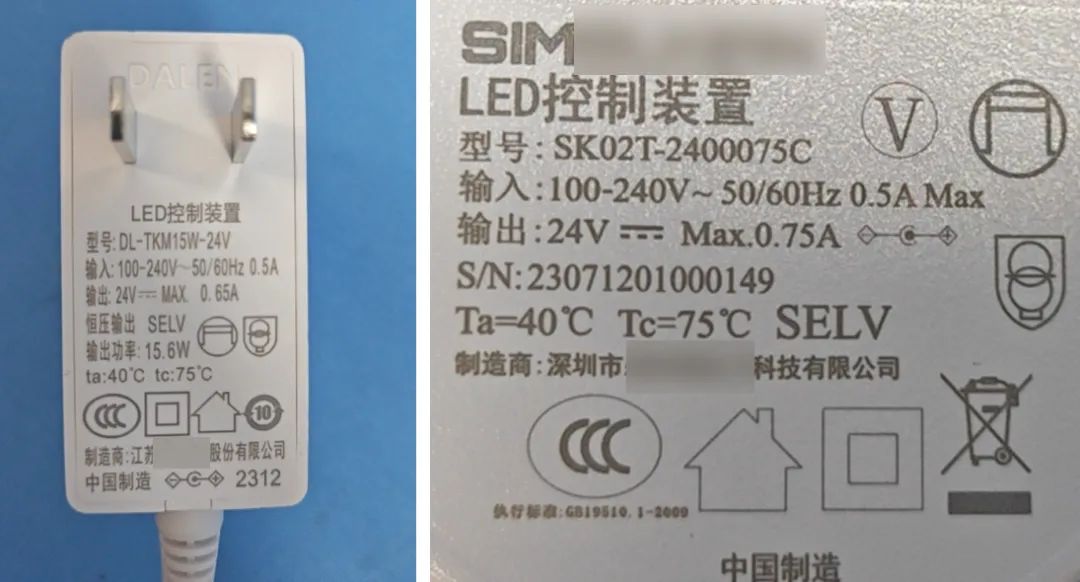 DALEN
LED控制装置
型号: DL-TKM15W-24V
输入: 100-240V~50/60Hz 0.5A
输出: 24V⎓ MAX. 0.65A
恒压输出 SELV
输出功率: 15.6W
ta:40℃ tc:75℃
CCC 10
制造商:江苏 股份有限公司
中国制造 2312
SIM
LED控制装置
V
型号: SK02T-2400075C
输入:100-240V~ 50/60Hz 0.5A Max
输出:24V ⎓ Max.0.75A
S/N:23071201000149
Ta=40℃ Tc=75℃ SELV
制造商:深圳市 科技有限公司
CCC
执行标准:GB19510.1-2009
中国制造